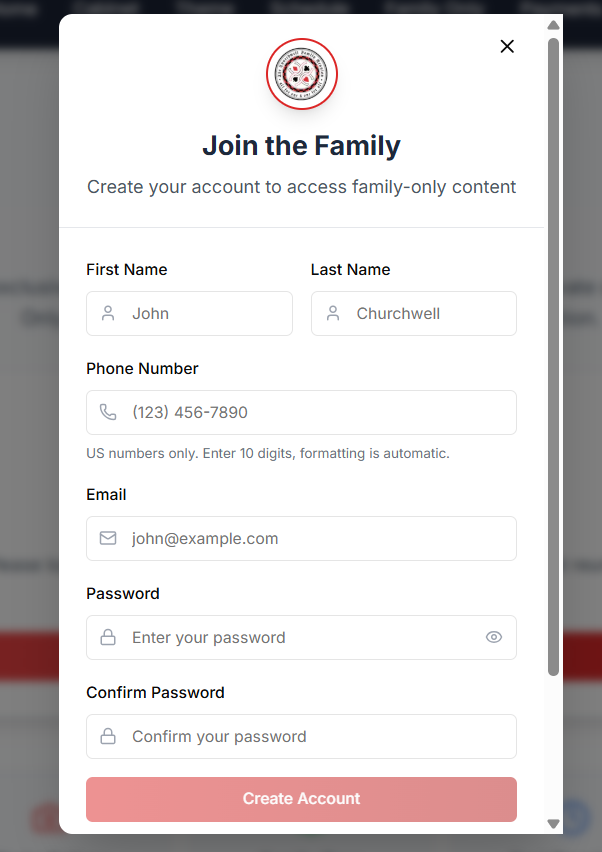 Join the Family
Create your account to access family-only content
First Name
Last Name
John
Churchwell
Phone Number
(123) 456-7890
US numbers only. Enter 10 digits, formatting is automatic.
Email
john@example.com
Password
Enter your password
Confirm Password
Confirm your password
Create Account